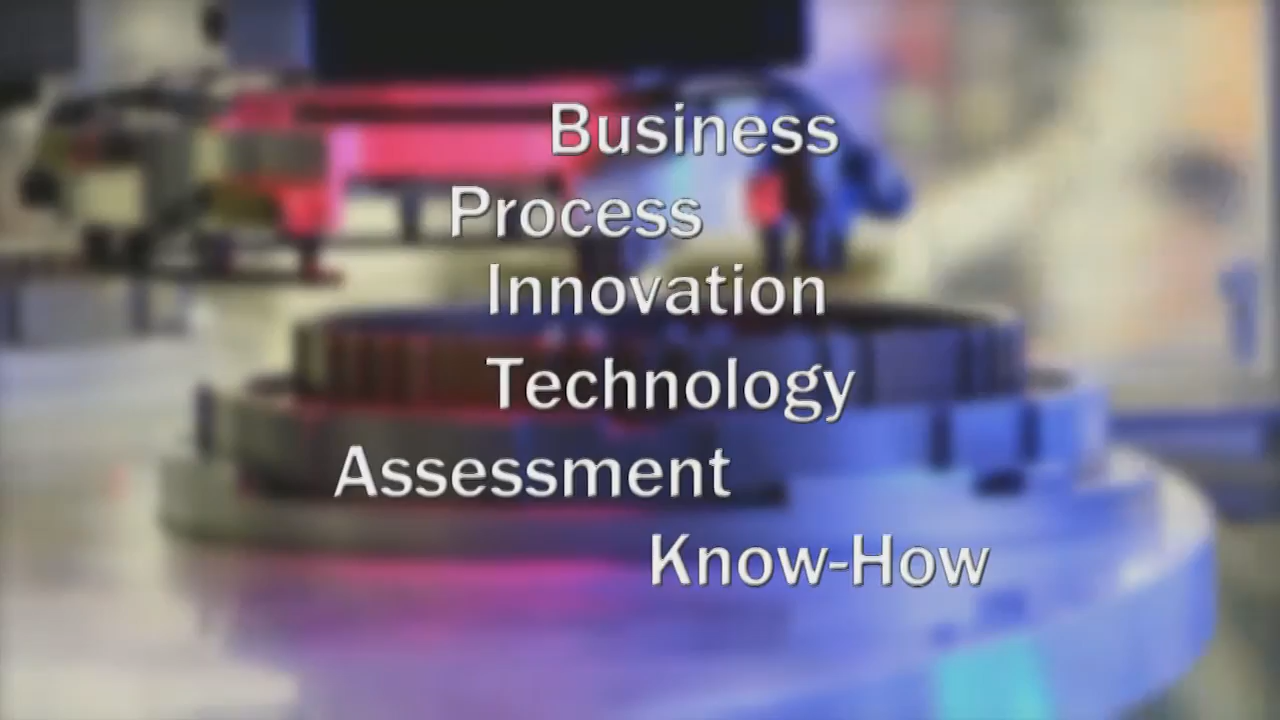 Business
Process
Innovation
Technology
Assessment
Know-How